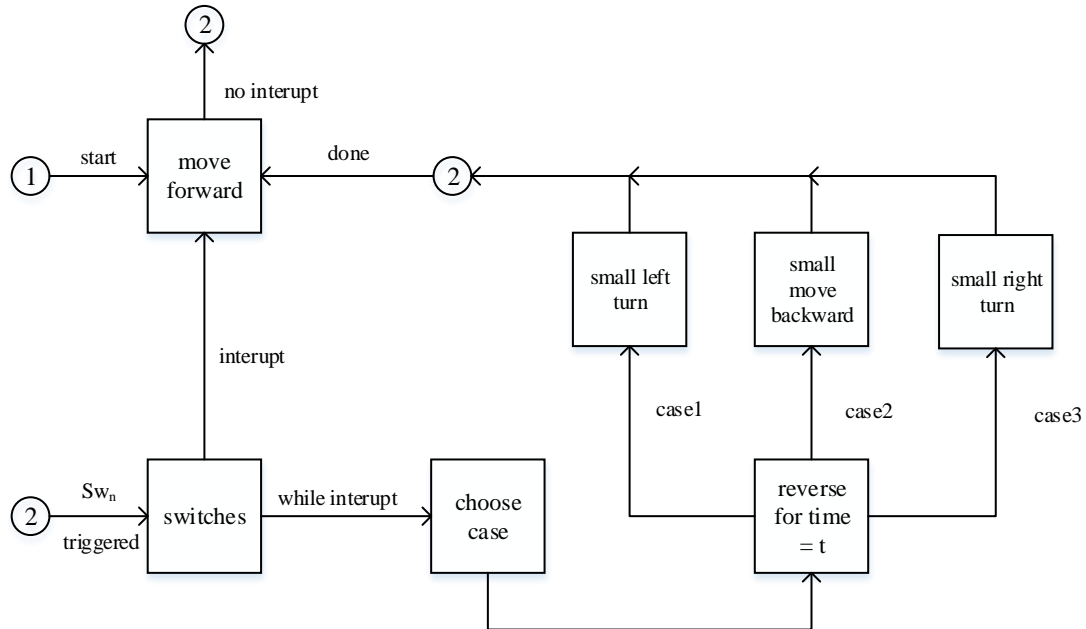 2
no interupt
start
done
1
move
forward
2
small left
turn
small
move
backward
small right
turn
interupt
case1
case2
case3
Swₙ
2
triggered
switches
while interupt
choose
case
reverse
for time
= t